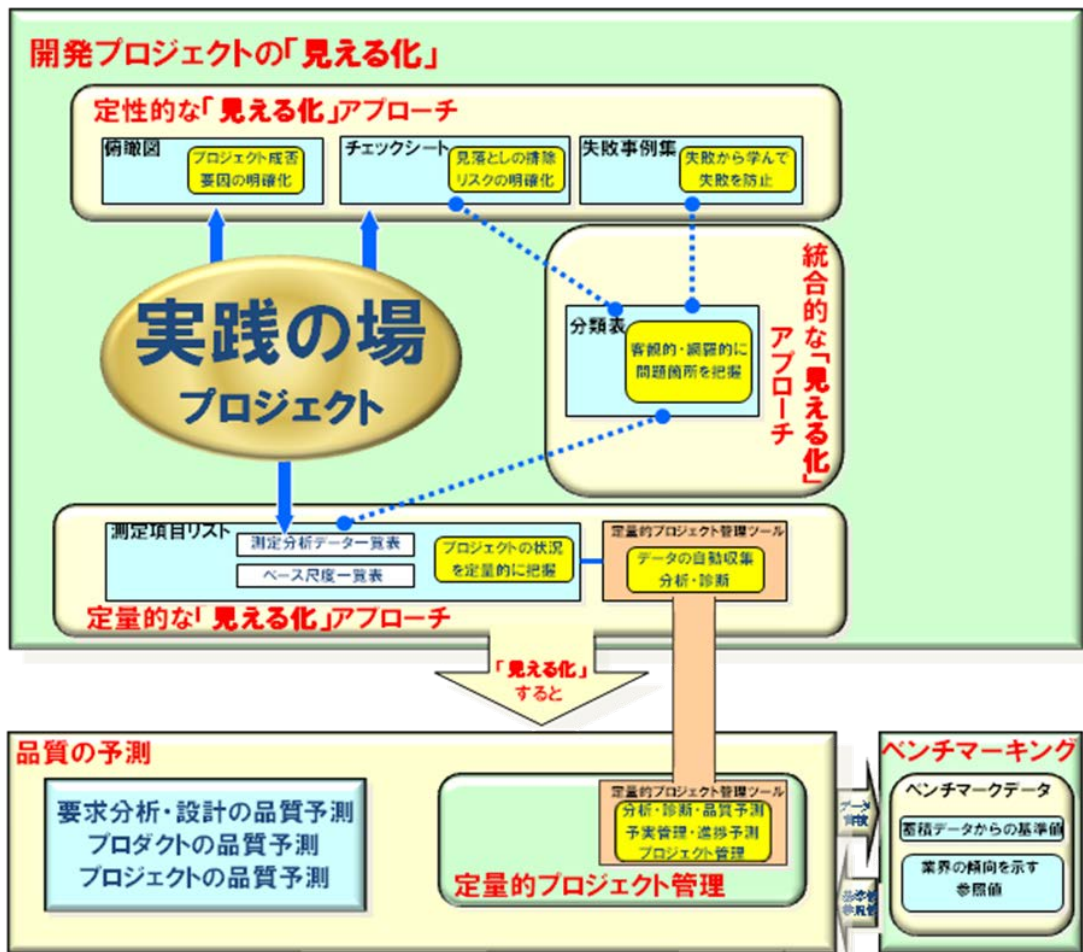 開発プロジェクトの「見える化」
定性的な「見える化」アプローチ
俯瞰図
プロジェクト成否
要因の明確化
チェックシート
見落としの排除
リスクの明確化
失敗事例集
失敗から学んで
失敗を防止
実践の場
プロジェクト
統合的な「見える化」
アプローチ
分類表
客観的・網羅的に
問題箇所を把握
測定項目リスト
測定分析データ一覧表
ベース尺度一覧表
プロジェクトの状況
を定量的に把握
定量的プロジェクト管理ツール
データの自動収集
分析・診断
定量的な「見える化」アプローチ
「見える化」
すると
品質の予測
要求分析・設計の品質予測
プロダクトの品質予測
プロジェクトの品質予測
定量的プロジェクト管理ツール
分析・診断・品質予測
予実管理・進捗予測
プロジェクト管理
定量的プロジェクト管理
ベンチマーキング
ベンチマークデータ
蓄積データからの基準値
業界の傾向を示す
参照値